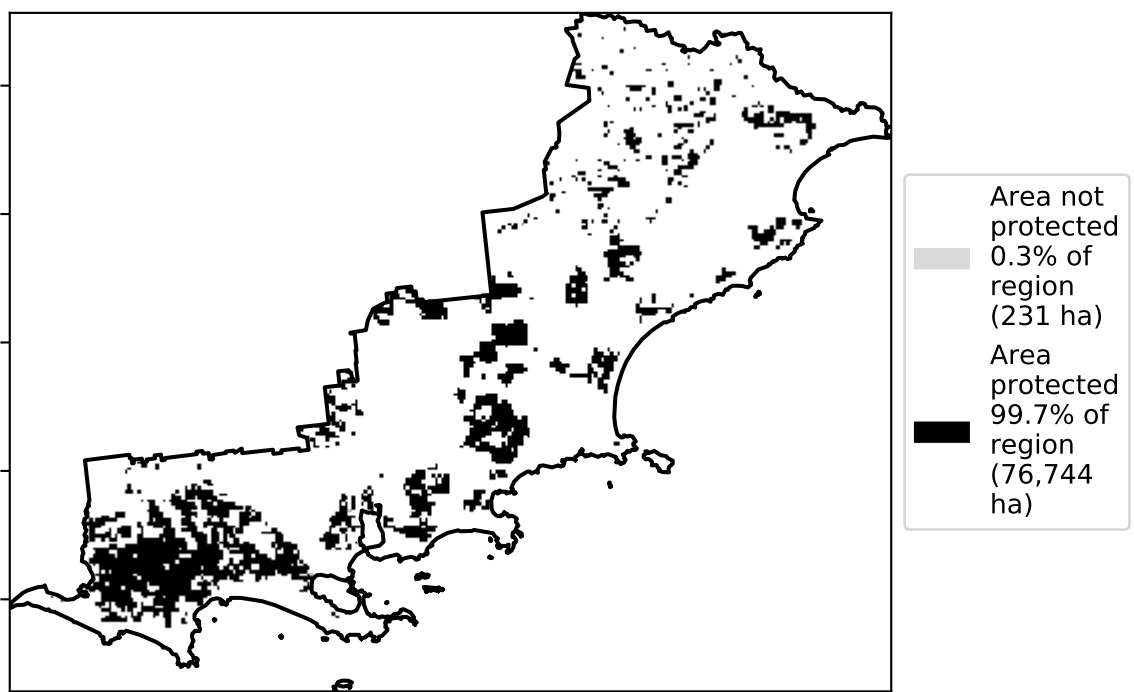 Area not
protected
0.3% of
region
(231 ha)
Area
protected
99.7% of
region
(76,744
ha)